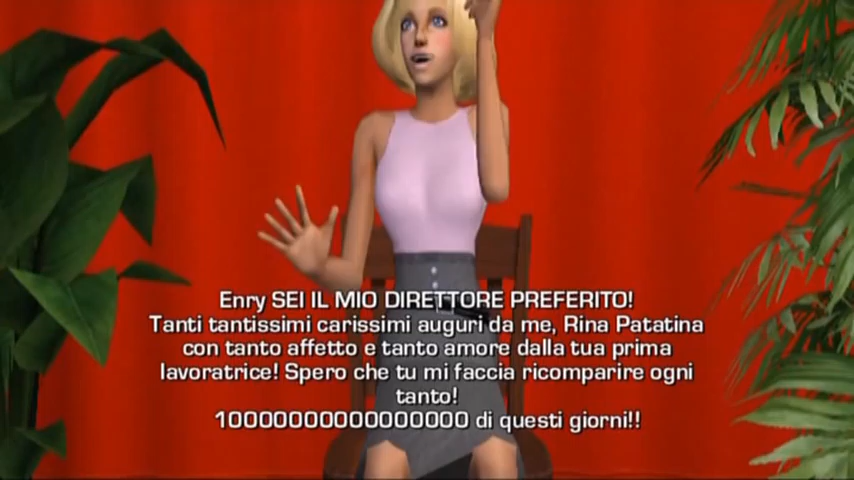 Enry SEI IL MIO DIRETTORE PREFERITO!
Tanti tantissimi carissimi auguri da me, Rina Patatina
con tanto affetto e tanto amore dalla tua prima
lavoratrice! Spero che tu mi faccia ricomparire ogni
tanto!
10000000000000000 di questi giorni!!